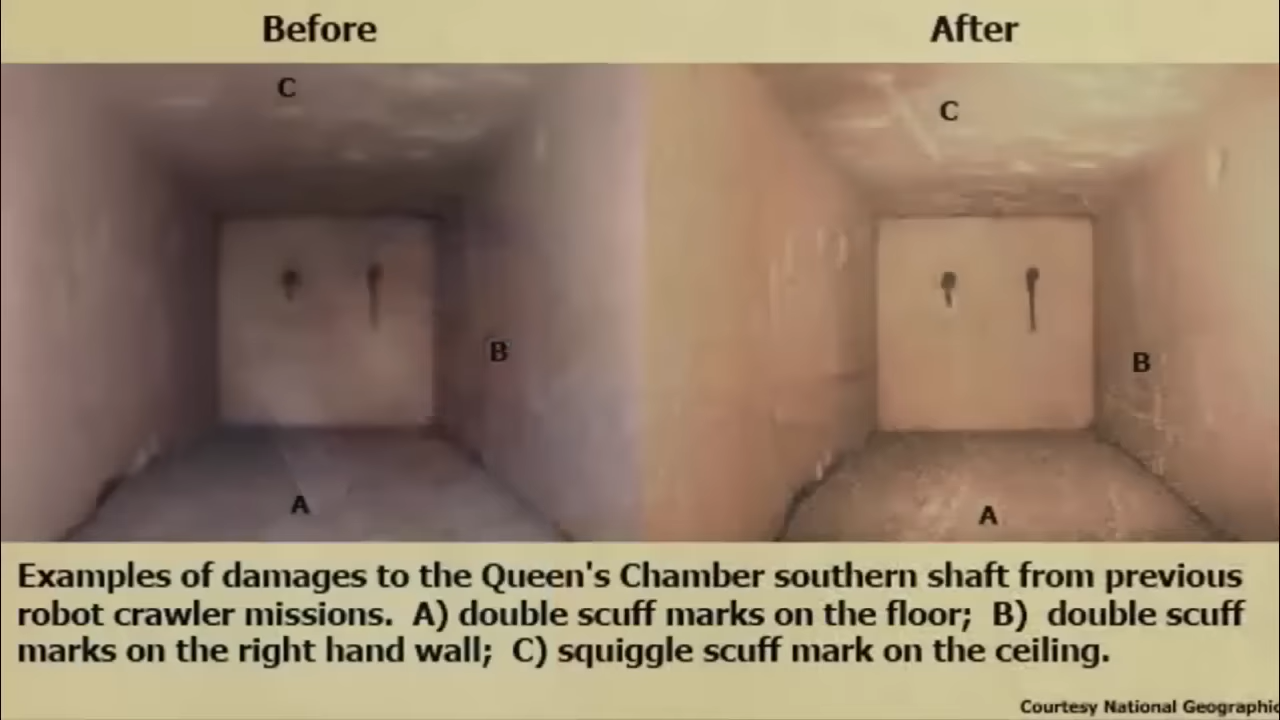 Before After
C C
B B
A A
Examples of damages to the Queen's Chamber southern shaft from previous
robot crawler missions. A) double scuff marks on the floor; B) double scuff
marks on the right hand wall; C) squiggle scuff mark on the ceiling.
Courtesy National Geographic